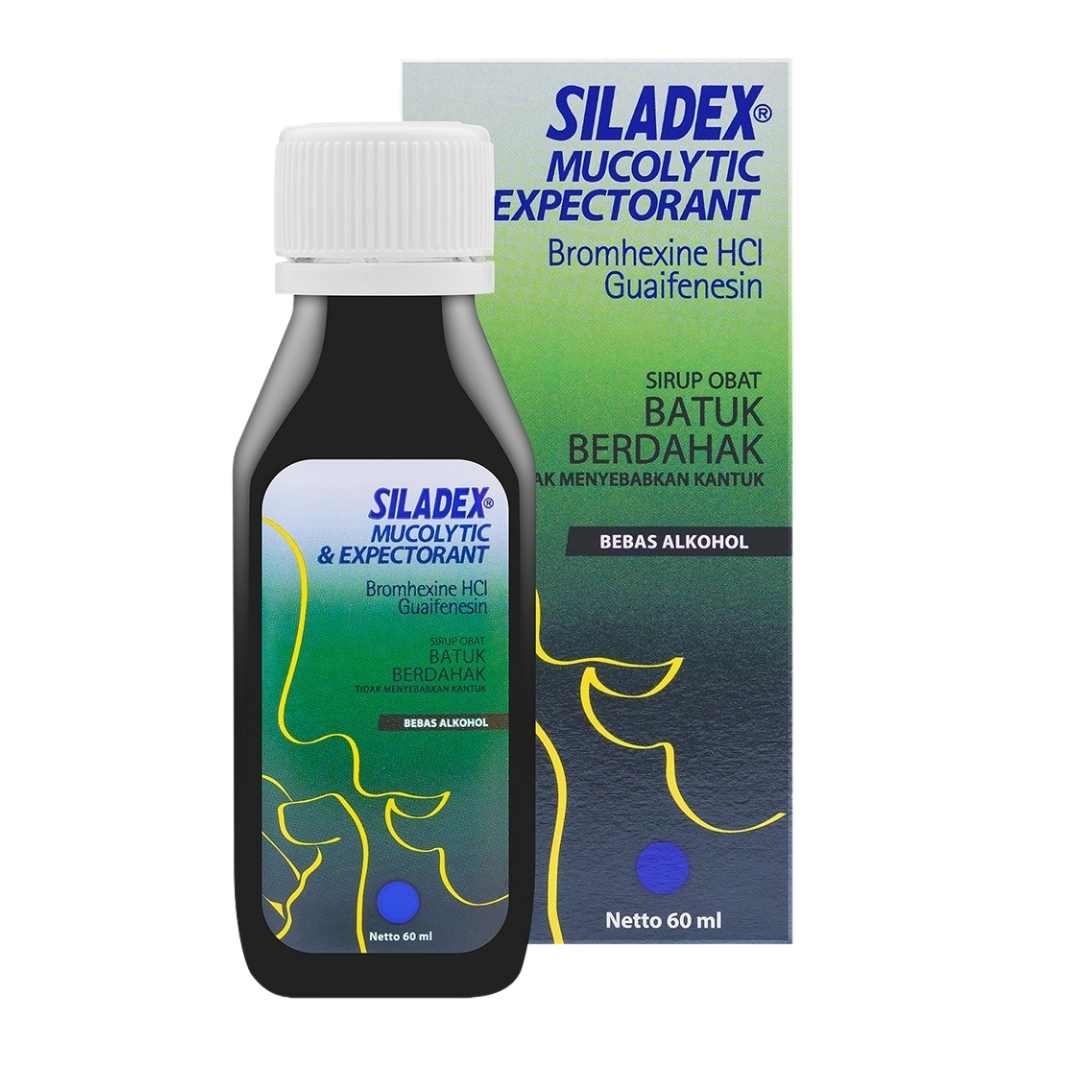 SILADEX®
MUCOLYTIC
EXPECTORANT
Bromhexine HCl
Guaifenesin
SIRUP OBAT
BATUK
BERDAHAK
AK MENYEBABKAN KANTUK
BEBAS ALKOHOL
Netto 60 ml
SILADEX®
MUCOLYTIC
& EXPECTORANT
Bromhexine HCl
Guaifenesin
SIRUP OBAT
BATUK
BERDAHAK
TIDAK MENYEBABKAN KANTUK
BEBAS ALKOHOL
Netto 60 ml